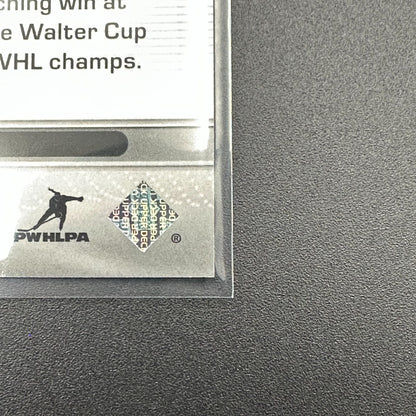 ching win at
e Walter Cup
WHL champs.
PWHLPA
®